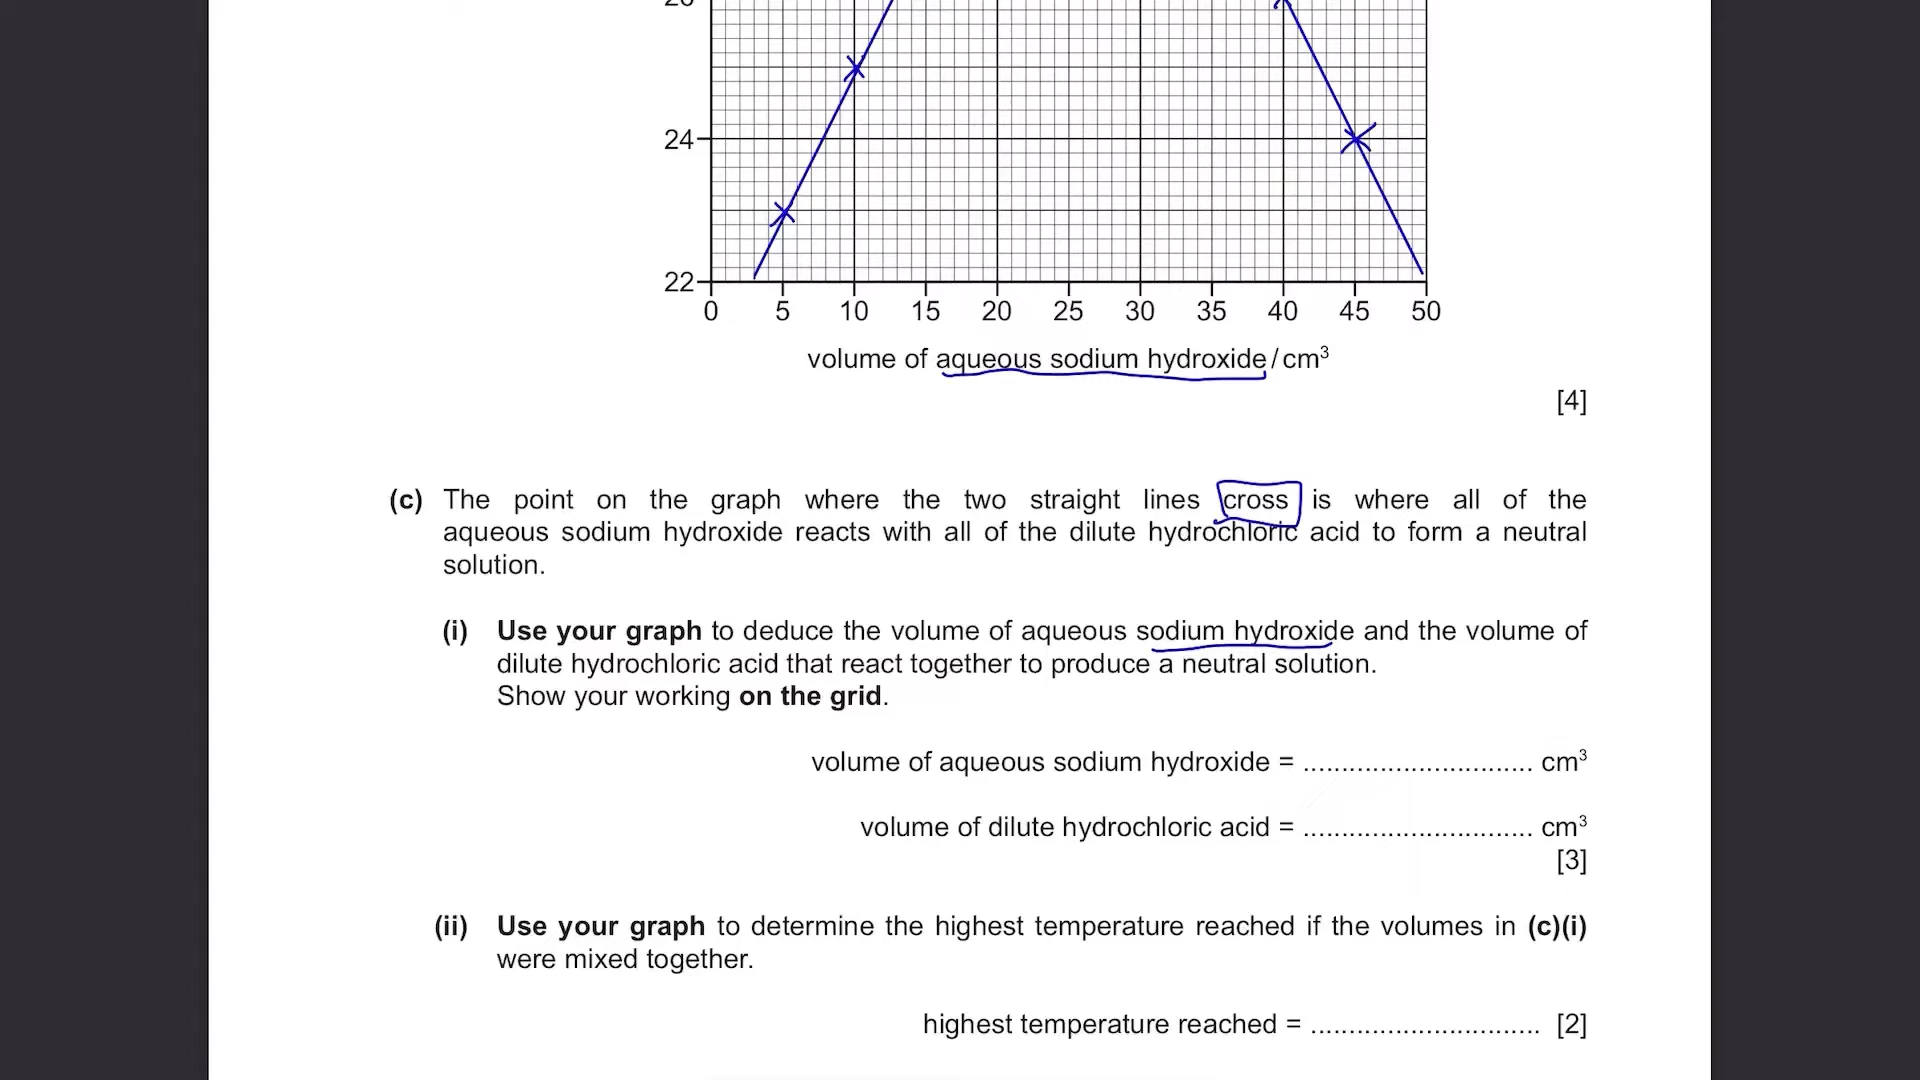 24
22
0 5 10 15 20 25 30 35 40 45 50
volume of aqueous sodium hydroxide / cm³
[4]
(c) The point on the graph where the two straight lines cross is where all of the
aqueous sodium hydroxide reacts with all of the dilute hydrochloric acid to form a neutral
solution.
(i) Use your graph to deduce the volume of aqueous sodium hydroxide and the volume of
dilute hydrochloric acid that react together to produce a neutral solution.
Show your working on the grid.
volume of aqueous sodium hydroxide = .............................. cm³
volume of dilute hydrochloric acid = .............................. cm³
[3]
(ii) Use your graph to determine the highest temperature reached if the volumes in (c)(i)
were mixed together.
highest temperature reached = .............................. [2]